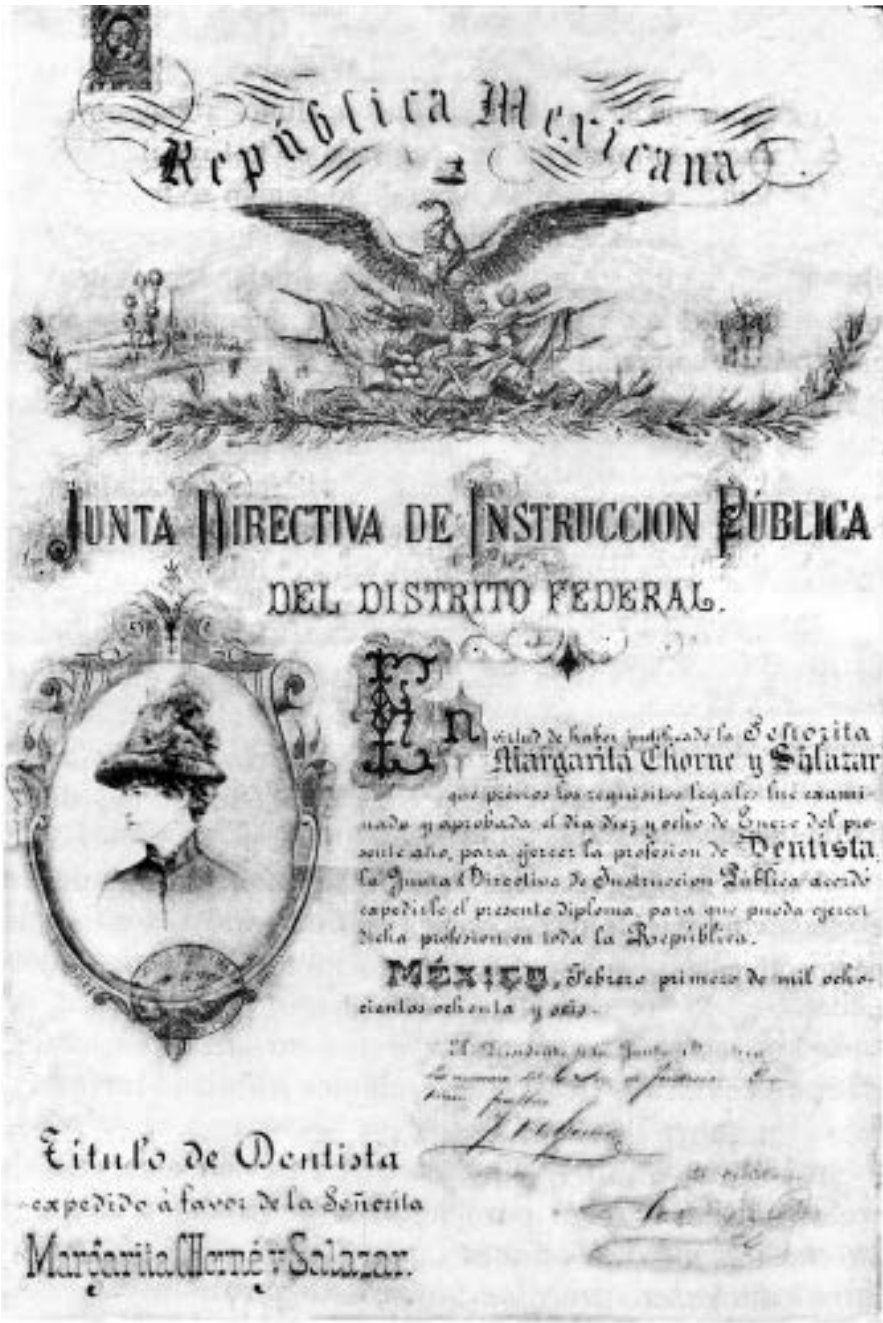 República Mexicana
JUNTA DIRECTIVA DE INSTRUCCION PÚBLICA
DEL DISTRITO FEDERAL.
En virtud de haber justificado la Señorita
Margarita Chorne y Salazar
que prévios los requisitos legales fué exami-
nada y aprobada el dia diez y ocho de Enero del pre-
sente año, para ejercer la profesion de Dentista,
la Junta Directiva de Instruccion Pública acordó
expedirle el presente diploma, para que pueda ejercer
dicha profesion en toda la República.
MÉXICO, Febrero primero de mil ocho-
cientos ochenta y seis.
Título de Dentista
expedido á favor de la Señorita
Margarita Chorné y Salazar.